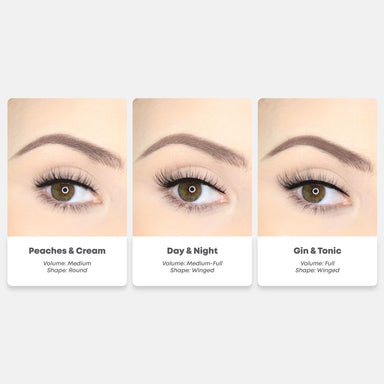 Peaches & Cream
Volume: Medium
Shape: Round
Day & Night
Volume: Medium-Full
Shape: Winged
Gin & Tonic
Volume: Full
Shape: Winged